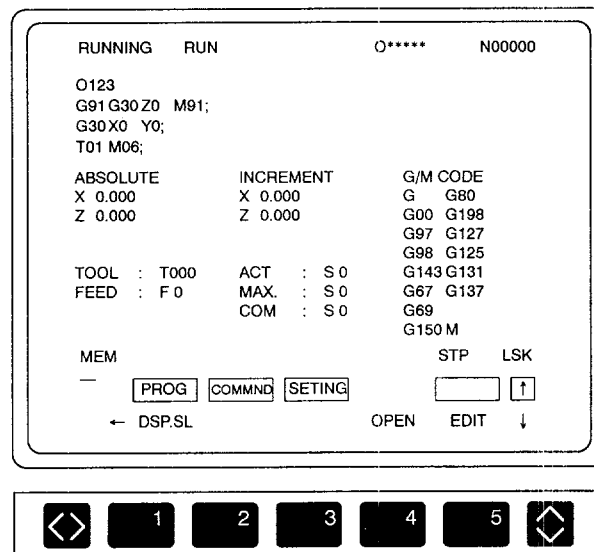 RUNNING RUN O***** N00000
O123
G91 G30 Z0 M91;
G30 X0 Y0;
T01 M06;
ABSOLUTE INCREMENT G/M CODE
X 0.000 X 0.000 G G80
Z 0.000 Z 0.000 G00 G198
G97 G127
G98 G125
TOOL : T000 ACT : S 0 G143 G131
FEED : F 0 MAX. : S 0 G67 G137
COM : S 0 G69
G150 M
MEM STP LSK
PROG COMMND SETING ↑
← DSP.SL OPEN EDIT ↓
1 2 3 4 5